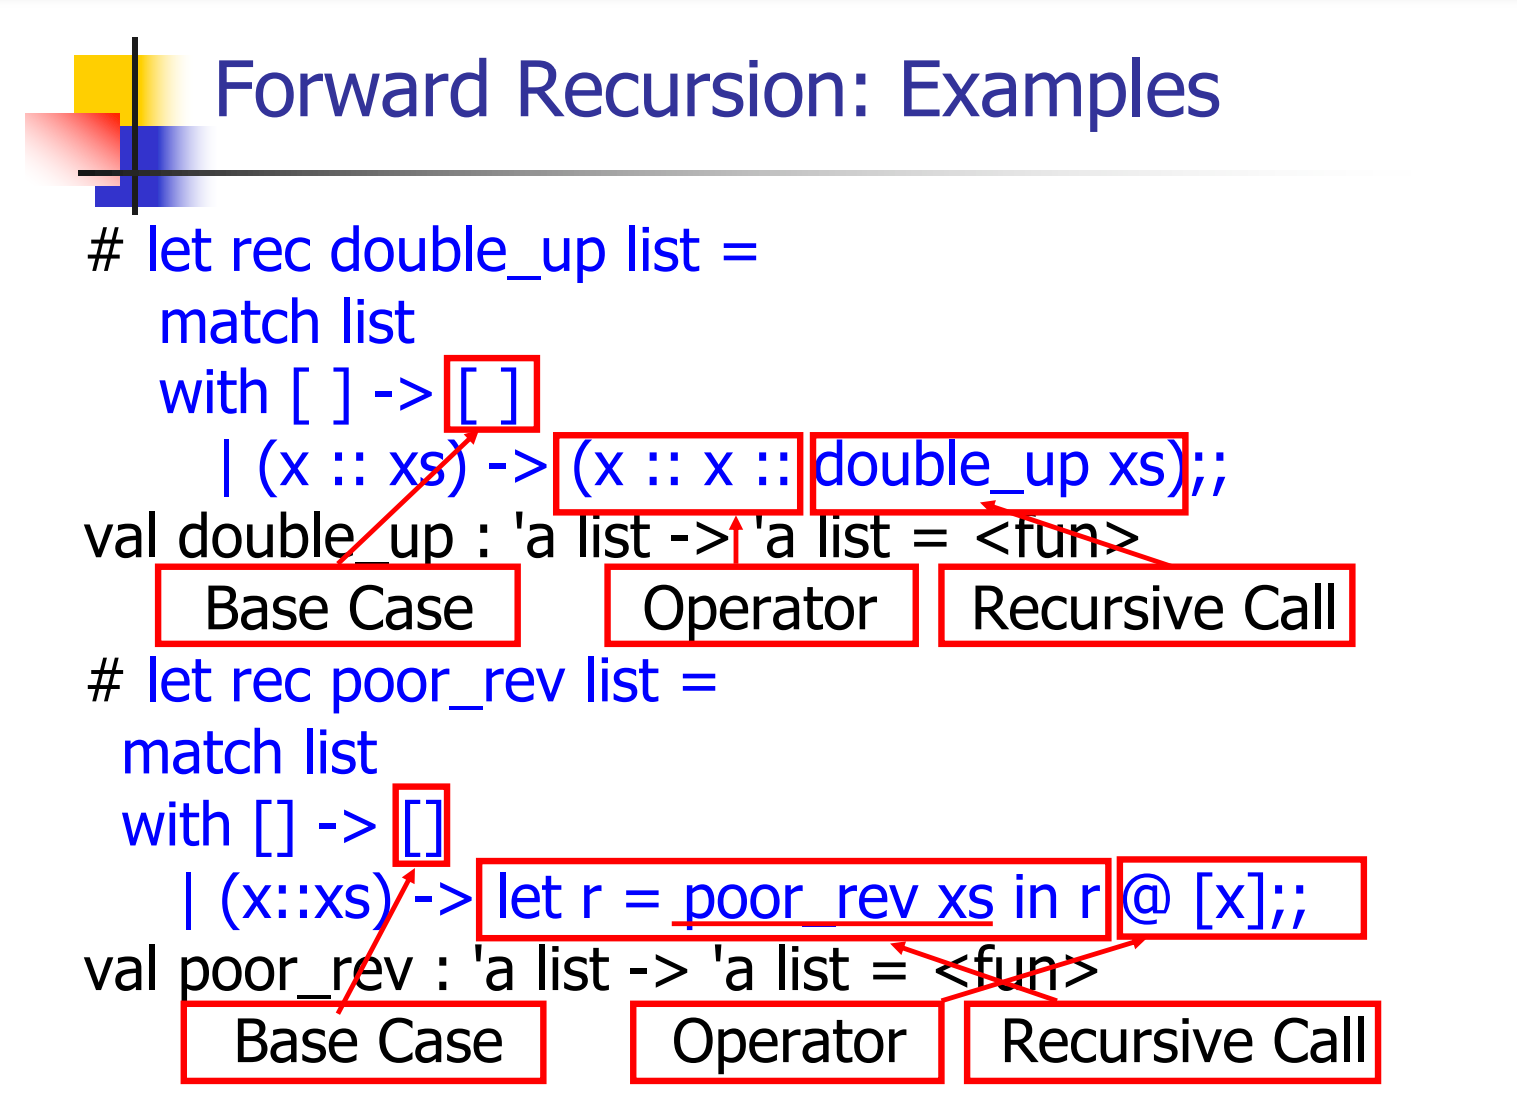 Forward Recursion: Examples
# let rec double_up list =
match list
with [ ] -> [ ]
| (x :: xs) -> (x :: x :: double_up xs);;
val double_up : 'a list -> 'a list = <fun>
Base Case Operator Recursive Call
# let rec poor_rev list =
match list
with [] -> []
| (x::xs) -> let r = poor_rev xs in r @ [x];;
val poor_rev : 'a list -> 'a list = <fun>
Base Case Operator Recursive Call